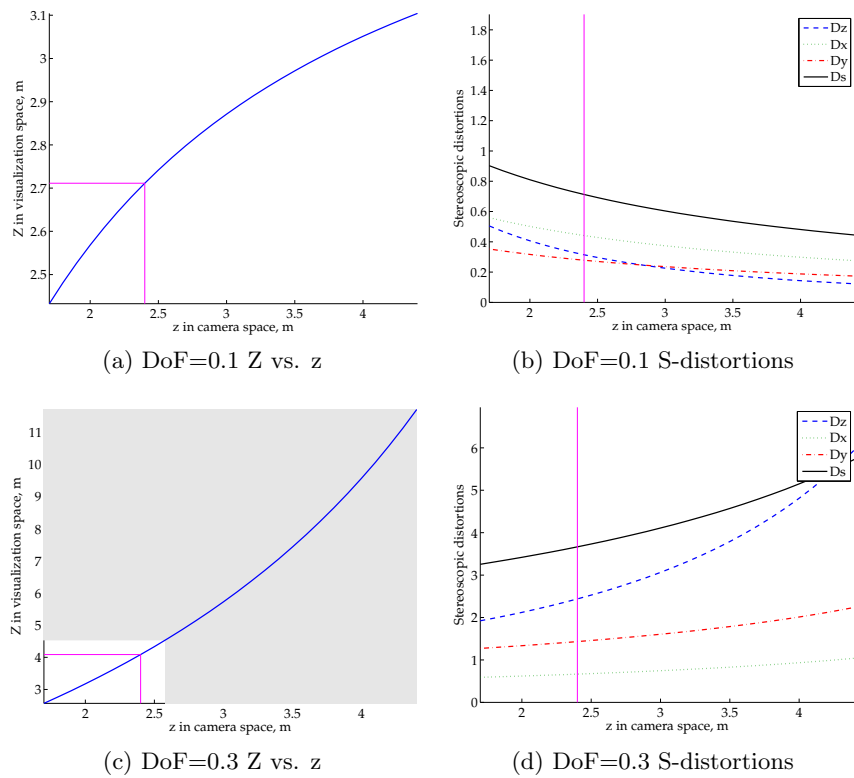 3.1
3
2.9
2.8
2.7
2.6
2.5
Z in visualization space, m
2 2.5 3 3.5 4
z in camera space, m
(a) DoF=0.1 Z vs. z
1.8
1.6
1.4
1.2
1
0.8
0.6
0.4
0.2
0
Stereoscopic distortions
Dz
Dx
Dy
Ds
2 2.5 3 3.5 4
z in camera space, m
(b) DoF=0.1 S-distortions
11
10
9
8
7
6
5
4
3
Z in visualization space, m
2 2.5 3 3.5 4
z in camera space, m
(c) DoF=0.3 Z vs. z
6
5
4
3
2
1
0
Stereoscopic distortions
Dz
Dx
Dy
Ds
2 2.5 3 3.5 4
z in camera space, m
(d) DoF=0.3 S-distortions